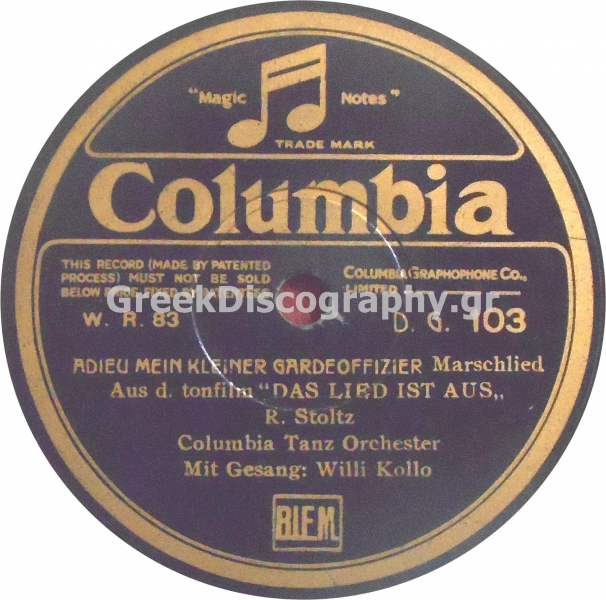 "Magic Notes"
TRADE MARK
Columbia
THIS RECORD (MADE BY PATENTED
PROCESS) MUST NOT BE SOLD
BELOW
COLUMBIA GRAPHOPHONE CO.,
LIMITED
GreekDiscography.gr
W. R. 83
D. G. 103
ADIEU MEIN KLEINER GARDEOFFIZIER Marschlied
Aus d. tonfilm "DAS LIED IST AUS„
R. Stoltz
Columbia Tanz Orchester
Mit Gesang: Willi Kollo
B.I.E.M.